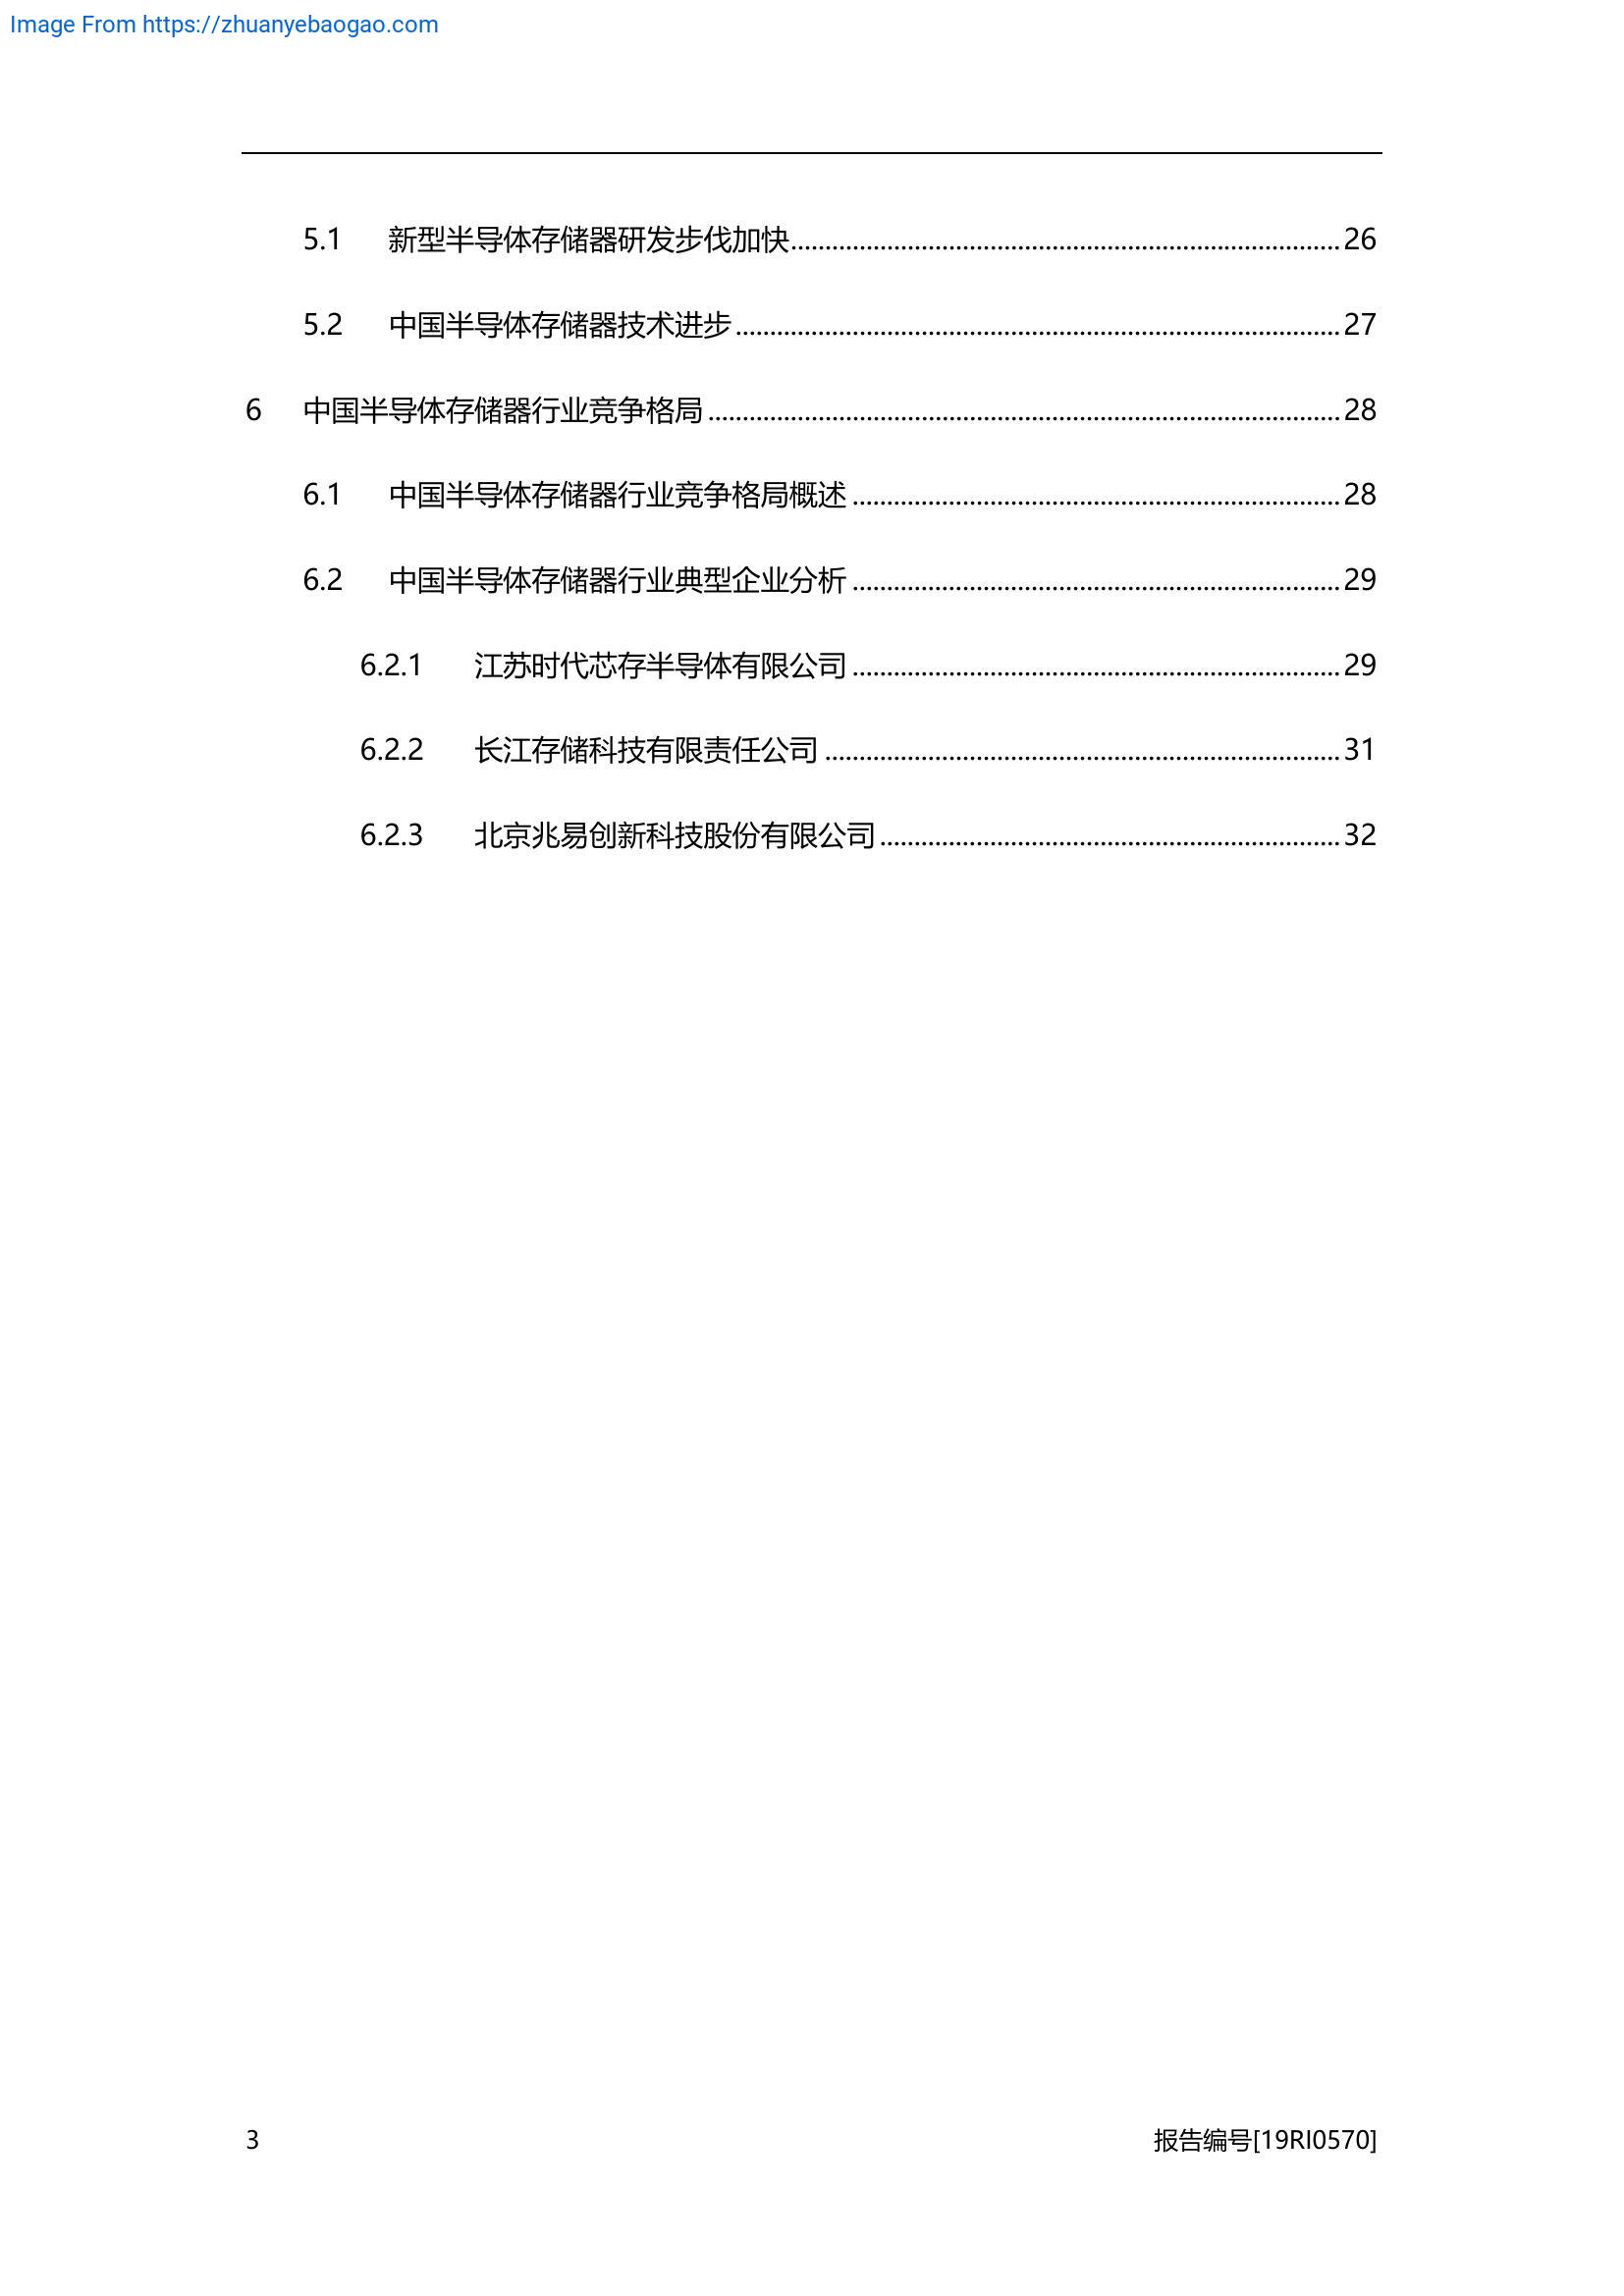 Image From https://zhuanyebaogao.com
5.1 新型半导体存储器研发步伐加快........................................................................26
5.2 中国半导体存储器技术进步........................................................................27
6 中国半导体存储器行业竞争格局........................................................................28
6.1 中国半导体存储器行业竞争格局概述........................................................................28
6.2 中国半导体存储器行业典型企业分析........................................................................29
6.2.1 江苏时代芯存半导体有限公司........................................................................29
6.2.2 长江存储科技有限责任公司........................................................................31
6.2.3 北京兆易创新科技股份有限公司........................................................................32
3 报告编号[19RI0570]